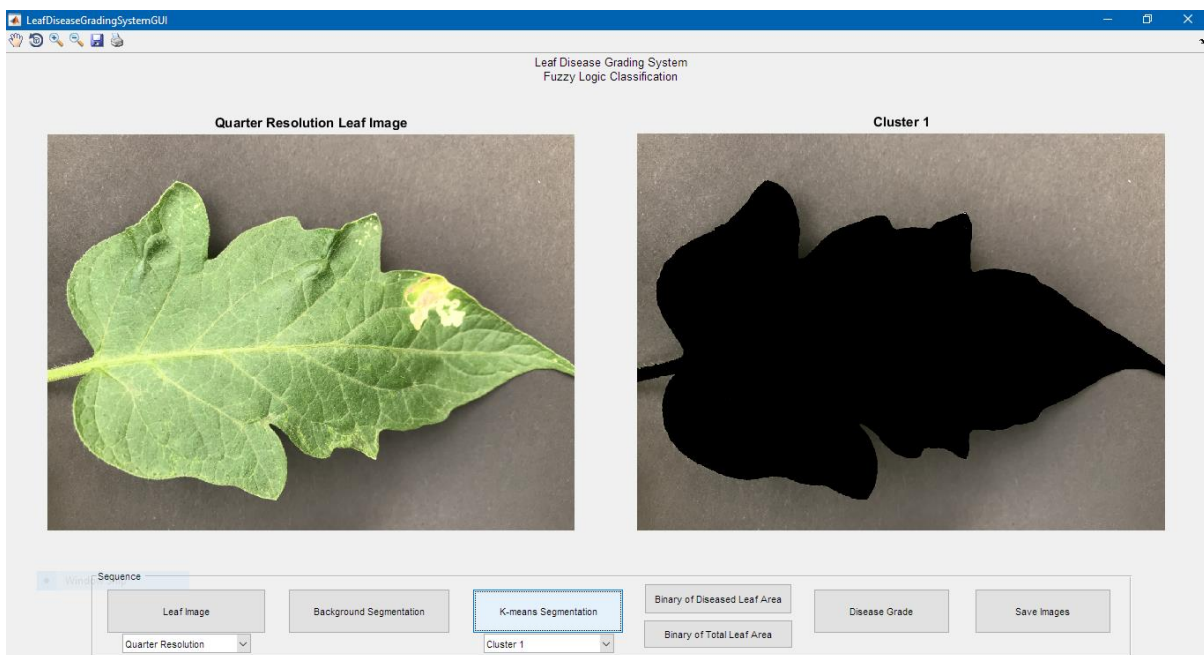 LeafDiseaseGradingSystemGUI
Leaf Disease Grading System
Fuzzy Logic Classification
Quarter Resolution Leaf Image
Cluster 1
Sequence
Leaf Image
Background Segmentation
K-means Segmentation
Binary of Diseased Leaf Area
Binary of Total Leaf Area
Disease Grade
Save Images
Quarter Resolution
Cluster 1